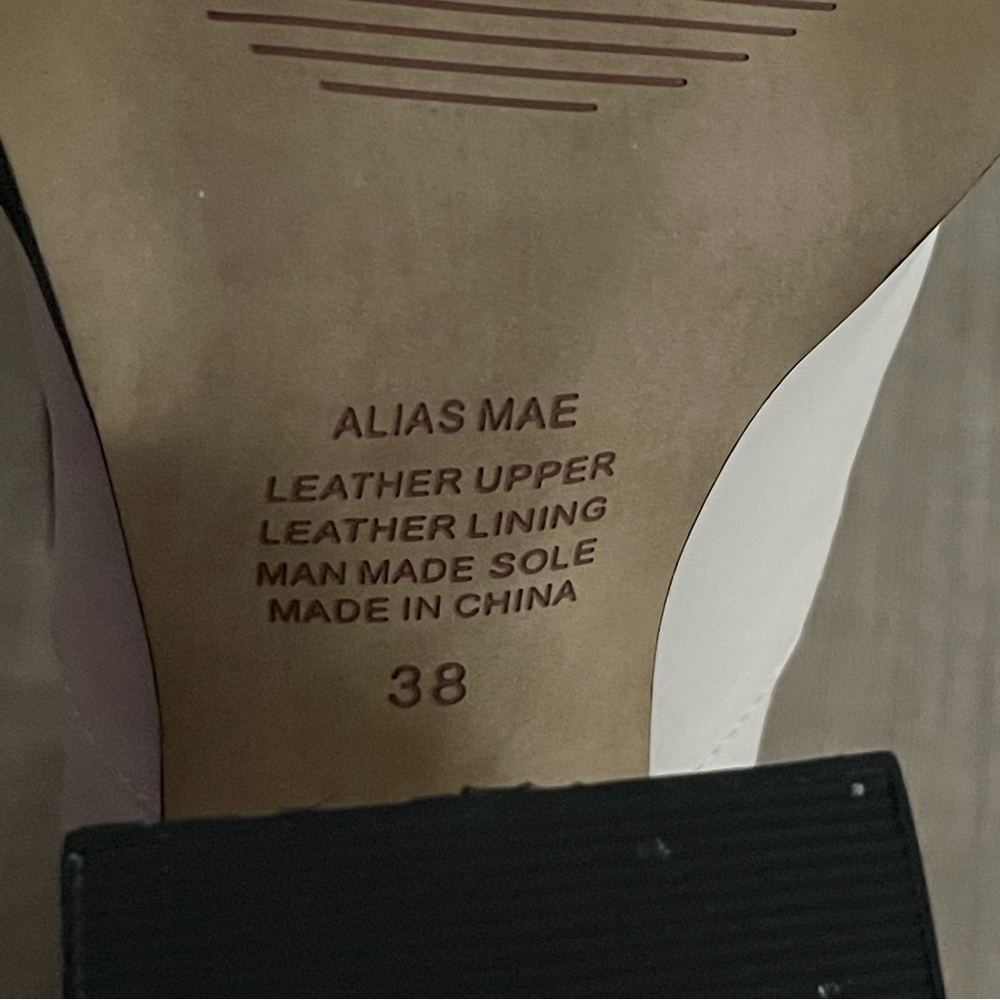 ALIAS MAE
LEATHER UPPER
LEATHER LINING
MAN MADE SOLE
MADE IN CHINA
38